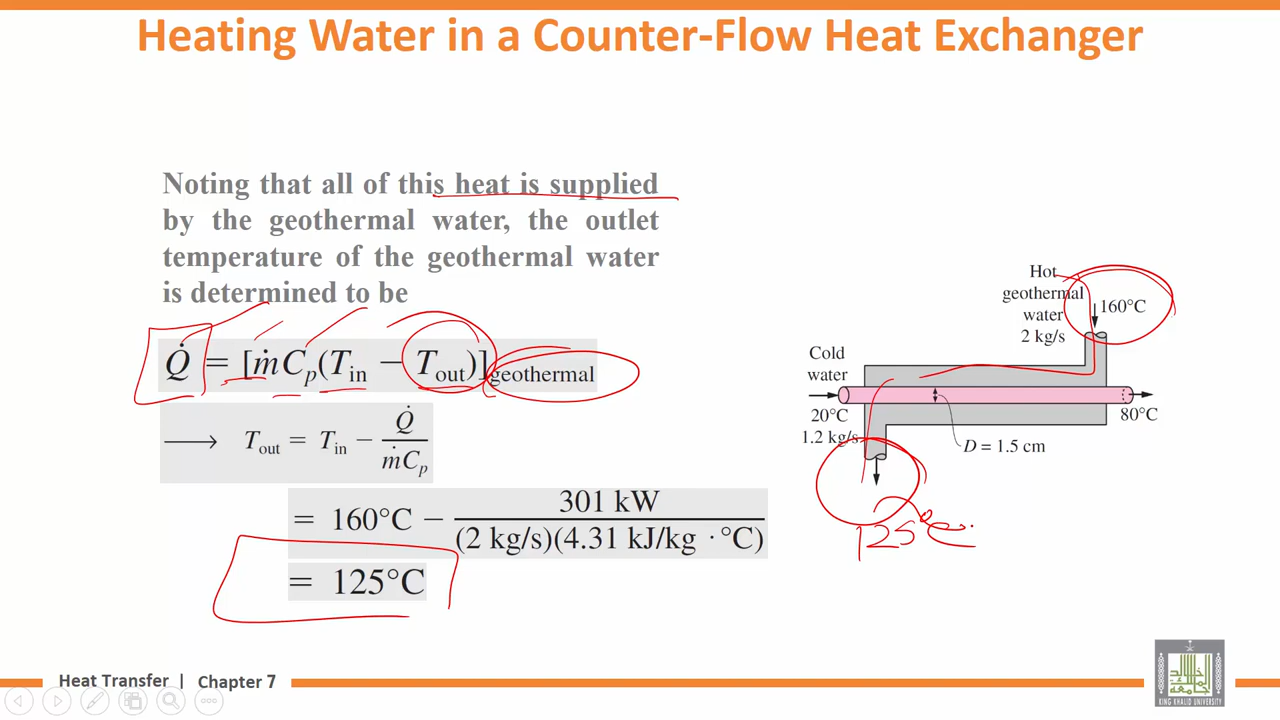 Heating Water in a Counter-Flow Heat Exchanger
Noting that all of this heat is supplied
by the geothermal water, the outlet
temperature of the geothermal water
is determined to be
Q̇ = [ṁC_p(T_in − T_out)]_geothermal
⟶ T_out = T_in − Q̇ / ṁC_p
= 160°C − 301 kW / (2 kg/s)(4.31 kJ/kg · °C)
= 125°C
Hot
geothermal
water
2 kg/s
160°C
Cold
water
20°C
1.2 kg/s
80°C
D = 1.5 cm
125°C
Heat Transfer | Chapter 7
KING KHALID UNIVERSITY